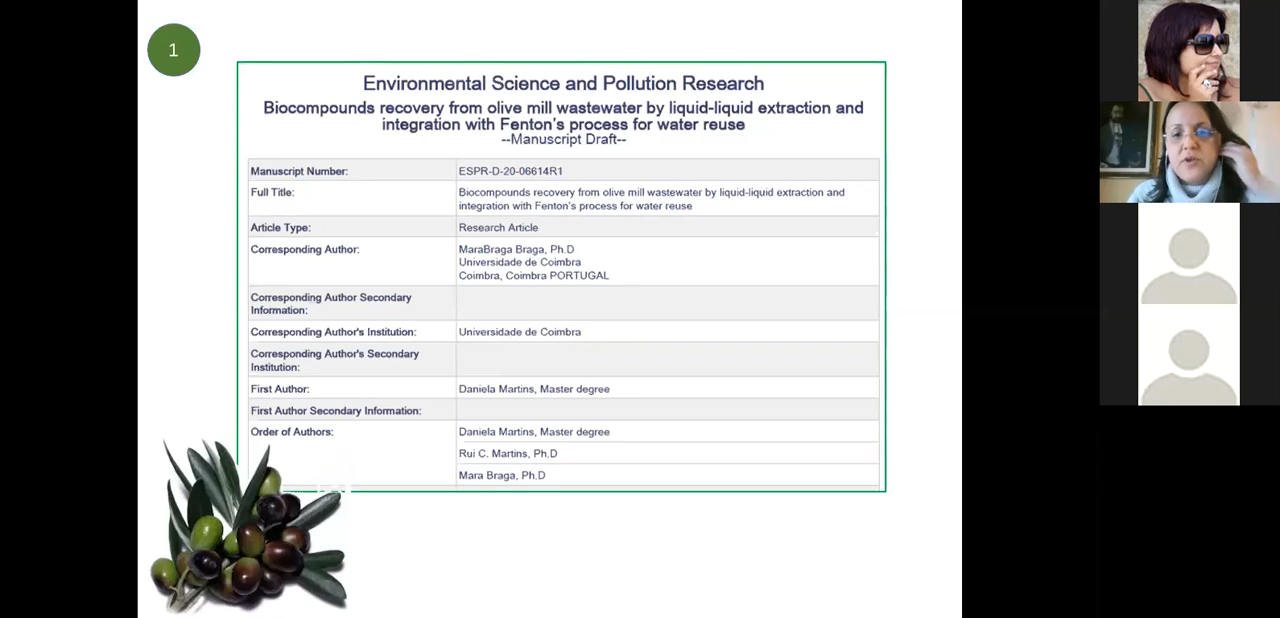 1
Environmental Science and Pollution Research
Biocompounds recovery from olive mill wastewater by liquid-liquid extraction and
integration with Fenton's process for water reuse
--Manuscript Draft--
Manuscript Number: ESPR-D-20-06614R1
Full Title: Biocompounds recovery from olive mill wastewater by liquid-liquid extraction and
integration with Fenton's process for water reuse
Article Type: Research Article
Corresponding Author: MaraBraga Braga, Ph.D
Universidade de Coimbra
Coimbra, Coimbra PORTUGAL
Corresponding Author Secondary
Information:
Corresponding Author's Institution: Universidade de Coimbra
Corresponding Author's Secondary
Institution:
First Author: Daniela Martins, Master degree
First Author Secondary Information:
Order of Authors: Daniela Martins, Master degree
Rui C. Martins, Ph.D
Mara Braga, Ph.D